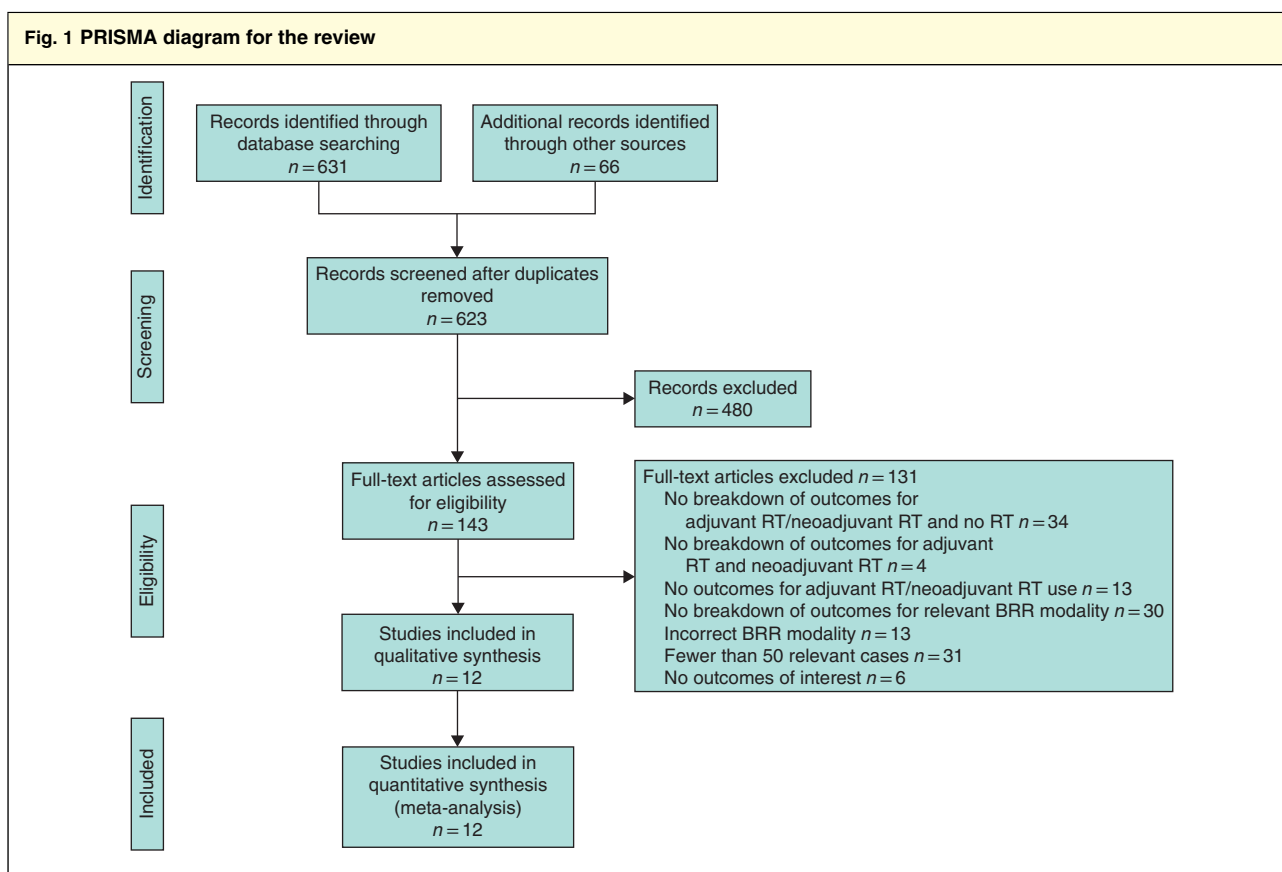 Fig. 1 PRISMA diagram for the review
Identification
Records identified through
database searching
n = 631
Additional records identified
through other sources
n = 66
Screening
Records screened after duplicates
removed
n = 623
Records excluded
n = 480
Eligibility
Full-text articles assessed
for eligibility
n = 143
Full-text articles excluded n = 131
No breakdown of outcomes for
adjuvant RT/neoadjuvant RT and no RT n = 34
No breakdown of outcomes for adjuvant
RT and neoadjuvant RT n = 4
No outcomes for adjuvant RT/neoadjuvant RT use n = 13
No breakdown of outcomes for relevant BRR modality n = 30
Incorrect BRR modality n = 13
Fewer than 50 relevant cases n = 31
No outcomes of interest n = 6
Studies included in
qualitative synthesis
n = 12
Included
Studies included in
quantitative synthesis
(meta-analysis)
n = 12